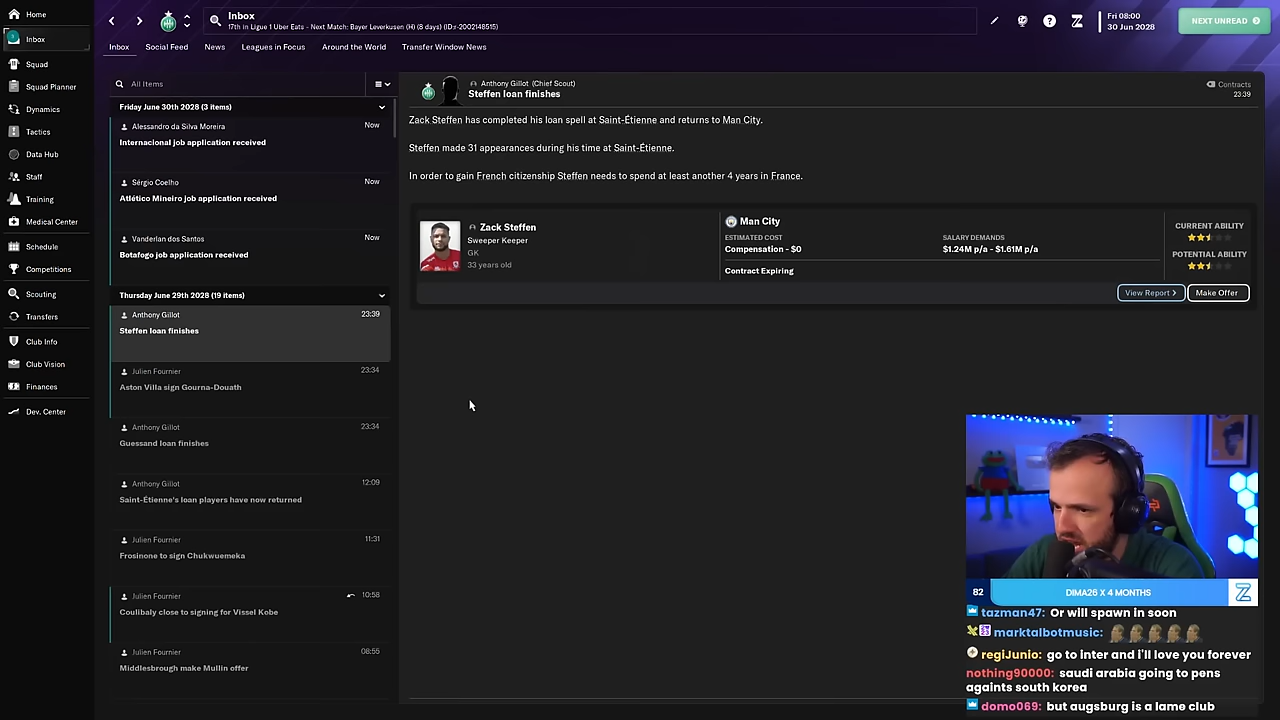 Home
Inbox
Squad
Squad Planner
Dynamics
Tactics
Data Hub
Staff
Training
Medical Center
Schedule
Competitions
Scouting
Transfers
Club Info
Club Vision
Finances
Dev. Center
Inbox
17th in Ligue 1 Uber Eats - Next Match: Bayer Leverkusen (H) (8 days) (ID:-2002148515)
Fri 08:00
30 Jun 2028
NEXT UNREAD
Inbox
Social Feed
News
Leagues in Focus
Around the World
Transfer Window News
All Items
Friday June 30th 2028 (3 items)
Alessandro da Silva Moreira
Now
Internacional job application received
Sérgio Coelho
Now
Atlético Mineiro job application received
Vanderlan dos Santos
Now
Botafogo job application received
Thursday June 29th 2028 (19 items)
Anthony Gillot
23:39
Steffen loan finishes
Julien Fournier
23:34
Aston Villa sign Gourna-Douath
Anthony Gillot
23:34
Guessand loan finishes
Anthony Gillot
12:09
Saint-Étienne's loan players have now returned
Julien Fournier
11:31
Frosinone to sign Chukwuemeka
Julien Fournier
10:58
Coulibaly close to signing for Vissel Kobe
Julien Fournier
08:55
Middlesbrough make Mullin offer
Anthony Gillot (Chief Scout)
Steffen loan finishes
Contracts
23:39
Zack Steffen has completed his loan spell at Saint-Étienne and returns to Man City.
Steffen made 31 appearances during his time at Saint-Étienne.
In order to gain French citizenship Steffen needs to spend at least another 4 years in France.
Zack Steffen
Sweeper Keeper
GK
33 years old
Man City
ESTIMATED COST
Compensation - $0
SALARY DEMANDS
$1.24M p/a - $1.61M p/a
Contract Expiring
CURRENT ABILITY
POTENTIAL ABILITY
View Report
Make Offer
82
DIMA26 X 4 MONTHS
tazman47: Or will spawn in soon
marktalbotmusic:
regiJunio: go to inter and i'll love you forever
nothing90000: saudi arabia going to pens
againts south korea
domo069: but augsburg is a lame club